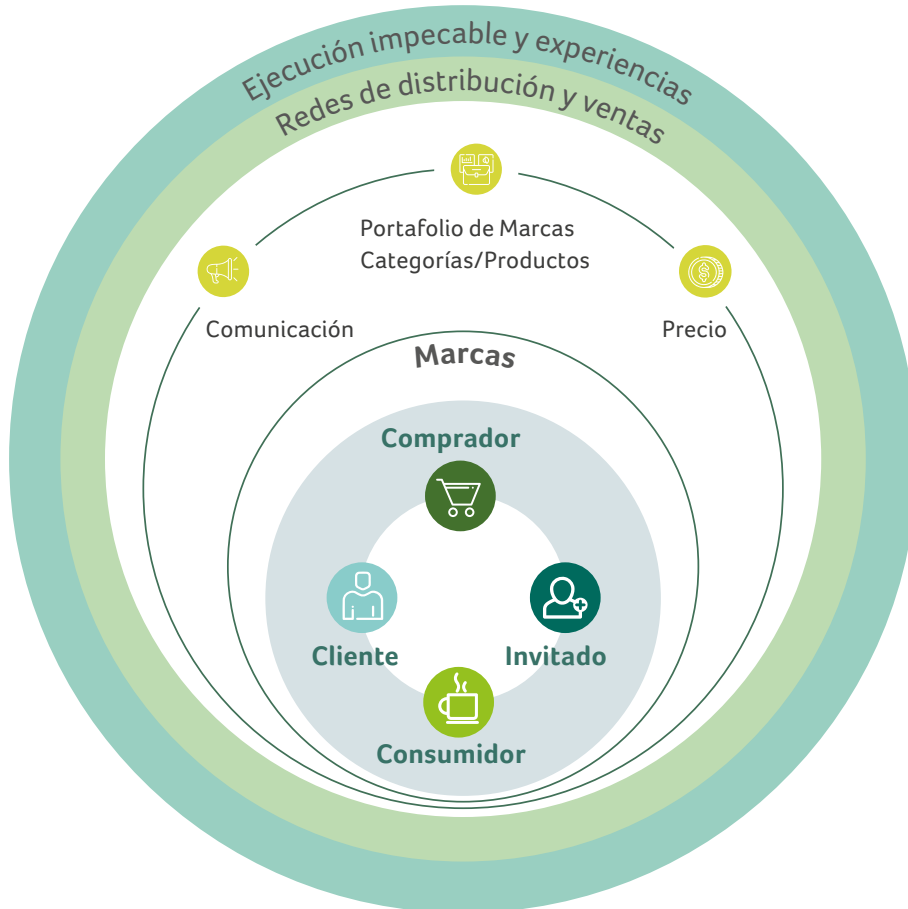 Ejecución impecable y experiencias
Redes de distribución y ventas
Portafolio de Marcas
Categorías/Productos
Comunicación
Precio
Marcas
Comprador
Cliente
Invitado
Consumidor